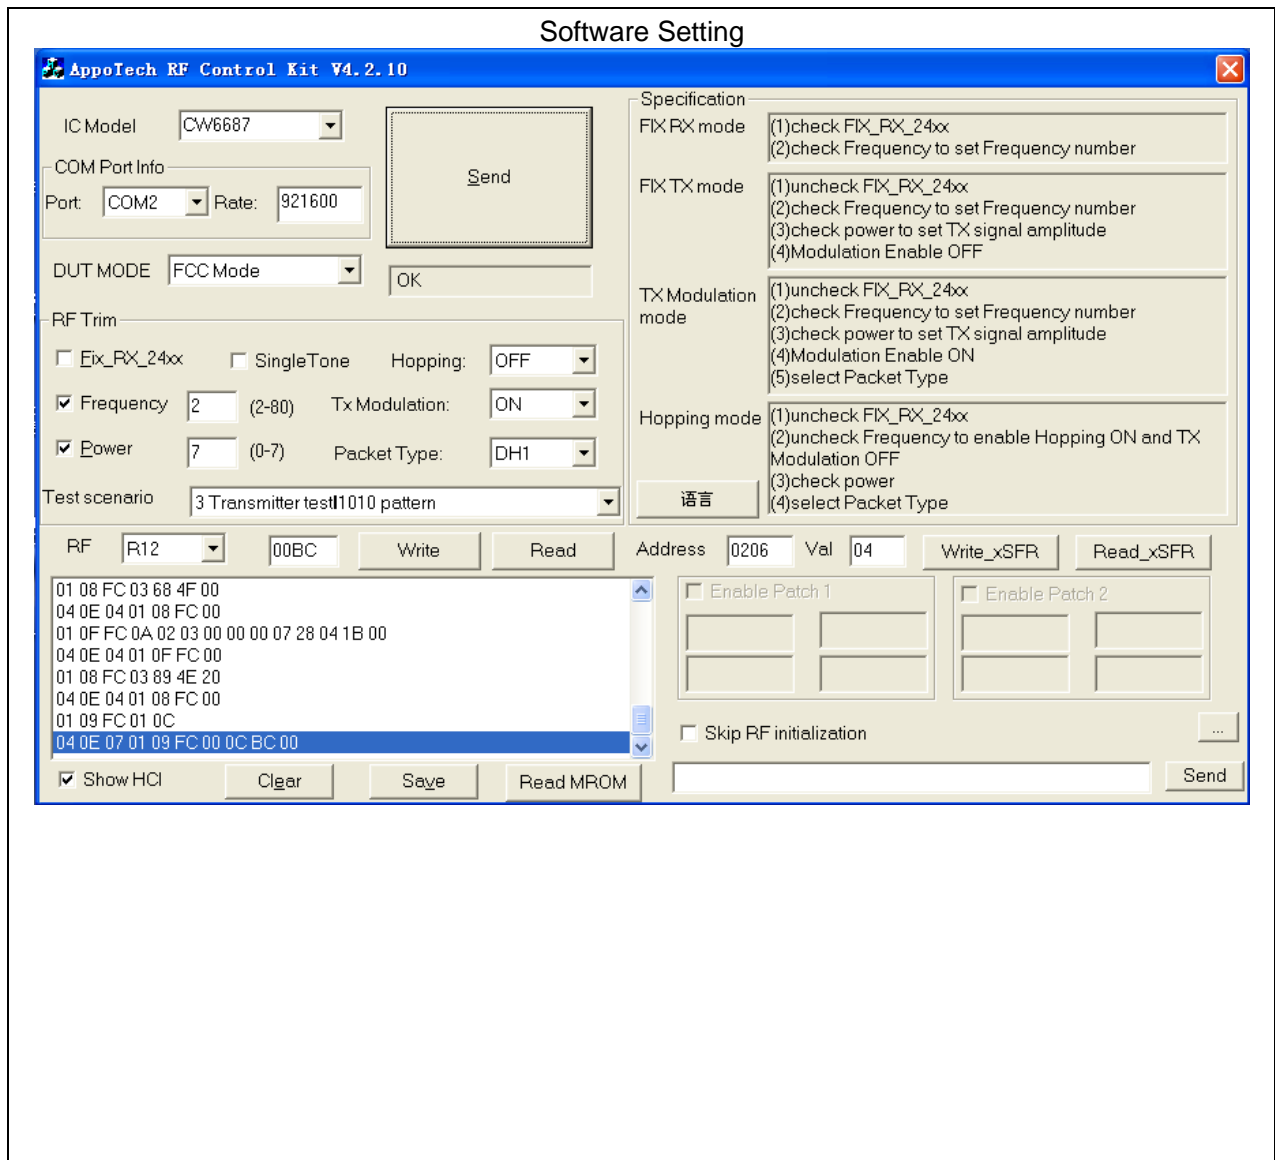 Software Setting
AppoTech RF Control Kit V4.2.10
IC Model CW6687
COM Port Info
Port: COM2 Rate: 921600
Send
DUT MODE FCC Mode
OK
RF Trim
Fix_RX_24xx SingleTone Hopping: OFF
Frequency 2 (2-80) Tx Modulation: ON
Power 7 (0-7) Packet Type: DH1
Test scenario 3 Transmitter test\1010 pattern
Specification
FIX RX mode (1)check FIX_RX_24xx
(2)check Frequency to set Frequency number
FIX TX mode (1)uncheck FIX_RX_24xx
(2)check Frequency to set Frequency number
(3)check power to set TX signal amplitude
(4)Modulation Enable OFF
TX Modulation mode (1)uncheck FIX_RX_24xx
(2)check Frequency to set Frequency number
(3)check power to set TX signal amplitude
(4)Modulation Enable ON
(5)select Packet Type
Hopping mode (1)uncheck FIX_RX_24xx
(2)uncheck Frequency to enable Hopping ON and TX
Modulation OFF
(3)check power
(4)select Packet Type
语言
RF R12 00BC Write Read Address 0206 Val 04 Write_xSFR Read_xSFR
01 08 FC 03 68 4F 00
04 0E 04 01 08 FC 00
01 0F FC 0A 02 03 00 00 00 07 28 04 1B 00
04 0E 04 01 0F FC 00
01 08 FC 03 89 4E 20
04 0E 04 01 08 FC 00
01 09 FC 01 0C
04 0E 07 01 09 FC 00 0C BC 00
Enable Patch 1 Enable Patch 2
Skip RF initialization ...
Show HCI Clear Save Read MROM Send